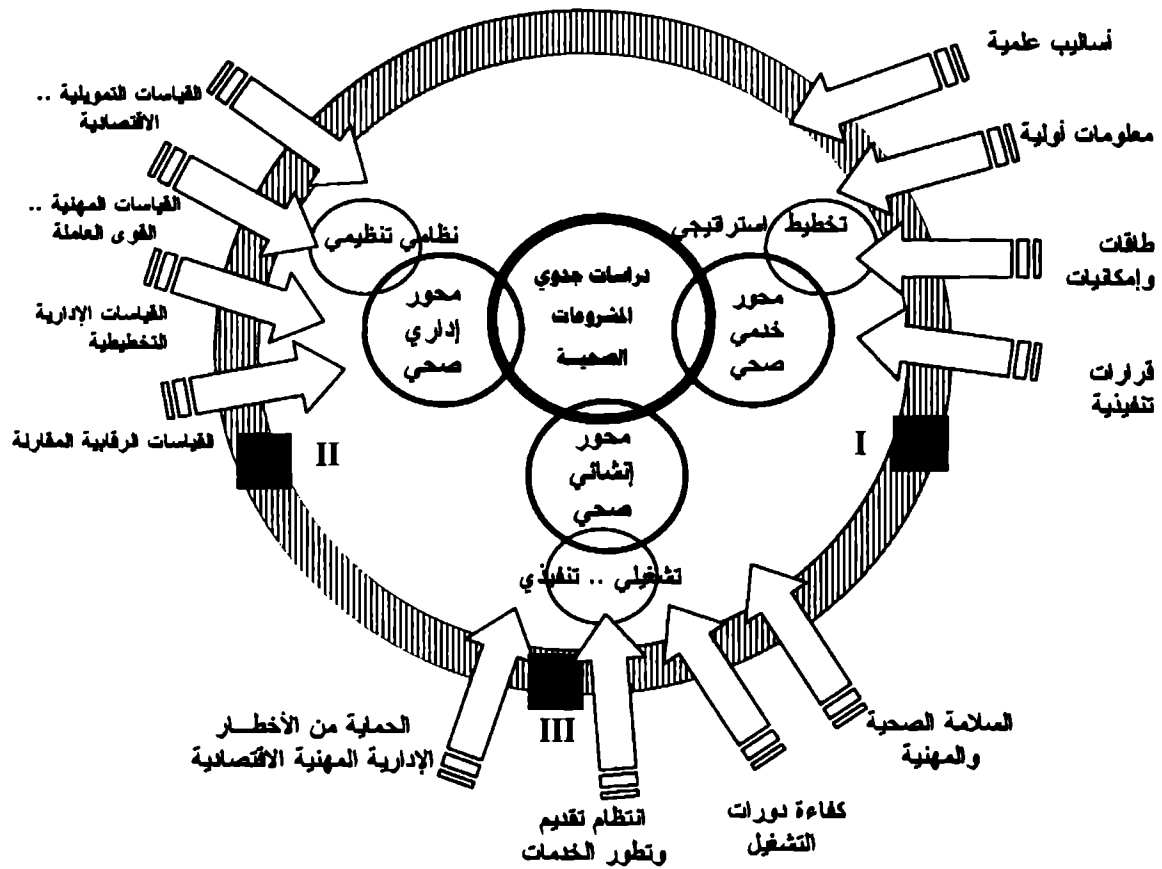 أساليب علمية
معلومات أولية
طاقات
وإمكانيات
قرارات
تنفيذية
القياسات التمويلية ..
الاقتصادية
القياسات المهنية ..
القوى العاملة
القياسات الإدارية
التخطيطية
القياسات الرقابية المقارنة
تخطيط استراتيجي
محور
خدمي
صحي
دراسات جدوي
المشروعات
الصحيــة
نظامي تنظيمي
محور
إداري
صحي
محور
إنشائي
صحي
تشغيلي .. تنفيذي
I
II
III
السلامة الصحية
والمهنية
كفاءة دورات
التشغيل
انتظام تقديم
وتطور الخدمات
الحماية من الأخطــار
الإدارية المهنية الاقتصادية